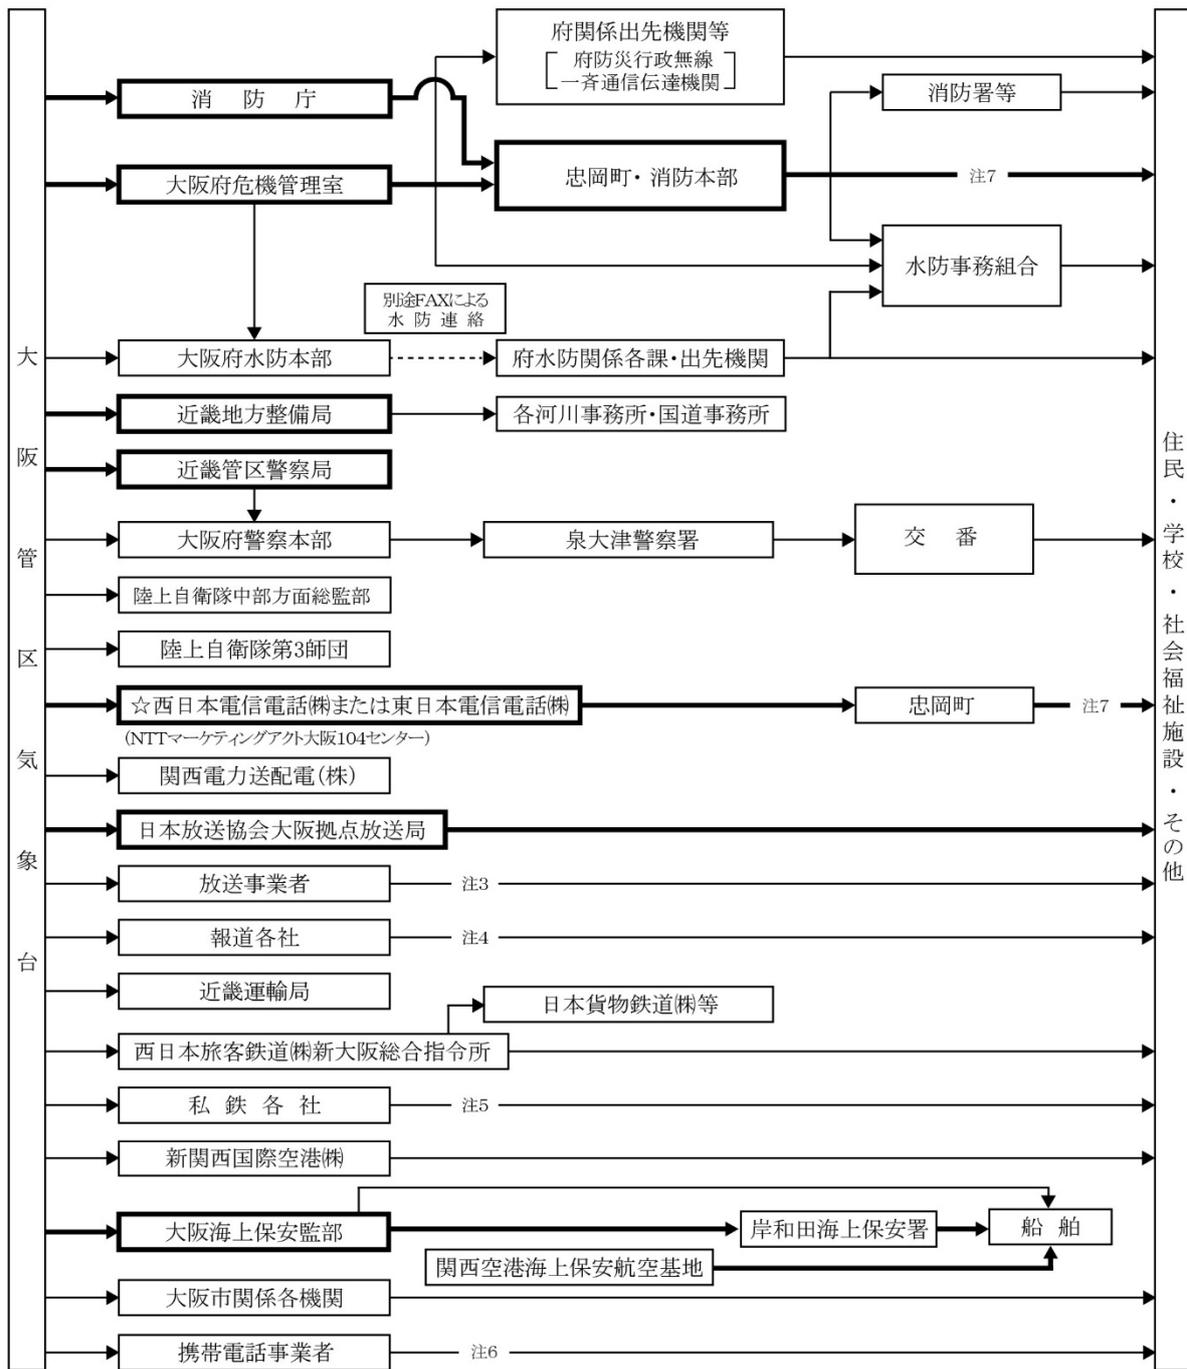 大阪管区気象台
府関係出先機関等
府防災行政無線
一斉通信伝達機関
消防庁
消防署等
大阪府危機管理室
忠岡町・消防本部
注7
水防事務組合
別途FAXによる
水防連絡
大阪府水防本部
府水防関係各課・出先機関
近畿地方整備局
各河川事務所・国道事務所
近畿管区警察局
大阪府警察本部
泉大津警察署
交番
陸上自衛隊中部方面総監部
陸上自衛隊第3師団
☆西日本電信電話㈱または東日本電信電話㈱
(NTTマーケティングアクト大阪104センター)
忠岡町
注7
関西電力送配電(株)
日本放送協会大阪拠点放送局
放送事業者
注3
報道各社
注4
近畿運輸局
日本貨物鉄道㈱等
西日本旅客鉄道㈱新大阪総合指令所
私鉄各社
注5
新関西国際空港㈱
大阪海上保安監部
岸和田海上保安署
船舶
関西空港海上保安航空基地
大阪市関係各機関
携帯電話事業者
注6
住民・学校・社会福祉施設・その他